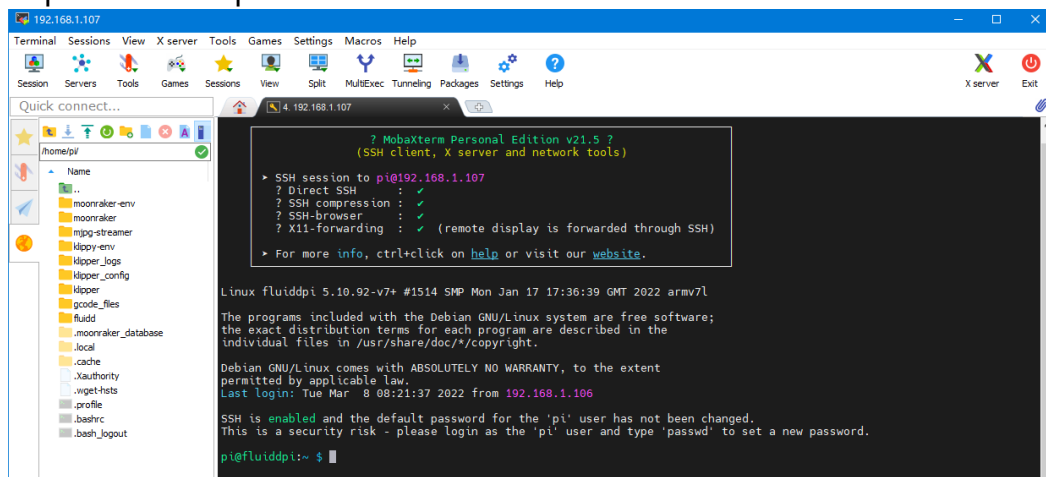 192.168.1.107
Terminal Sessions View X server Tools Games Settings Macros Help
Session Servers Tools Games Sessions View Split MultiExec Tunneling Packages Settings Help X server Exit
Quick connect...
4. 192.168.1.107
/home/pi/
Name
..
moonraker-env
moonraker
mjpg-streamer
klippy-env
klipper_logs
klipper_config
klipper
gcode_files
fluidd
.moonraker_database
.local
.cache
.Xauthority
.wget-hsts
.profile
.bashrc
.bash_logout
? MobaXterm Personal Edition v21.5 ?
(SSH client, X server and network tools)
➤ SSH session to pi@192.168.1.107
? Direct SSH : ✔
? SSH compression : ✔
? SSH-browser : ✔
? X11-forwarding : ✔ (remote display is forwarded through SSH)
➤ For more info, ctrl+click on help or visit our website.
Linux fluiddpi 5.10.92-v7+ #1514 SMP Mon Jan 17 17:36:39 GMT 2022 armv7l
The programs included with the Debian GNU/Linux system are free software;
the exact distribution terms for each program are described in the
individual files in /usr/share/doc/*/copyright.
Debian GNU/Linux comes with ABSOLUTELY NO WARRANTY, to the extent
permitted by applicable law.
Last login: Tue Mar 8 08:21:37 2022 from 192.168.1.106
SSH is enabled and the default password for the 'pi' user has not been changed.
This is a security risk - please login as the 'pi' user and type 'passwd' to set a new password.
pi@fluiddpi:~ $